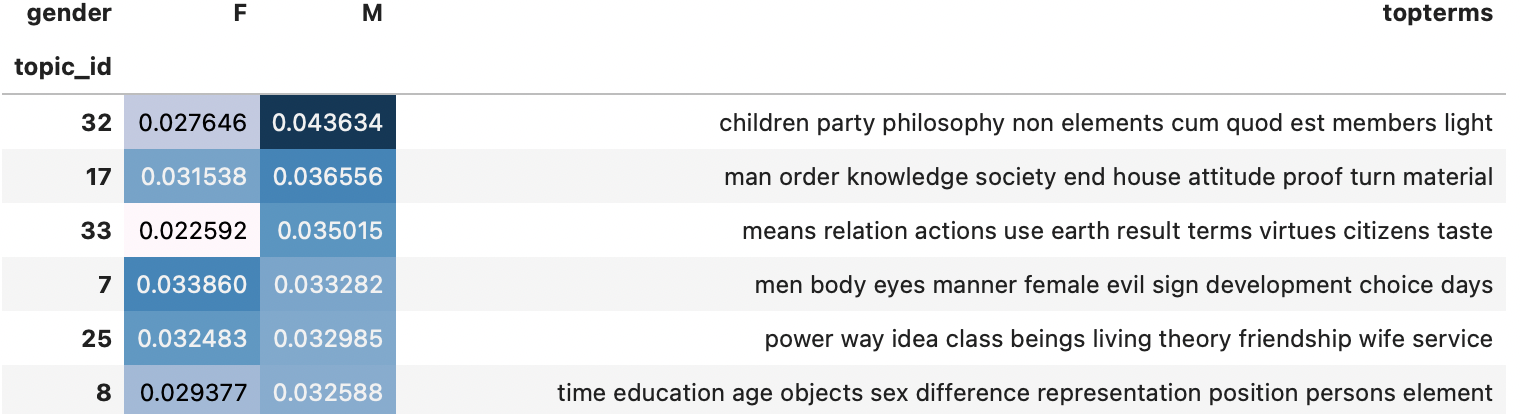 gender F M topterms
topic_id
32 0.027646 0.043634 children party philosophy non elements cum quod est members light
17 0.031538 0.036556 man order knowledge society end house attitude proof turn material
33 0.022592 0.035015 means relation actions use earth result terms virtues citizens taste
7 0.033860 0.033282 men body eyes manner female evil sign development choice days
25 0.032483 0.032985 power way idea class beings living theory friendship wife service
8 0.029377 0.032588 time education age objects sex difference representation position persons element